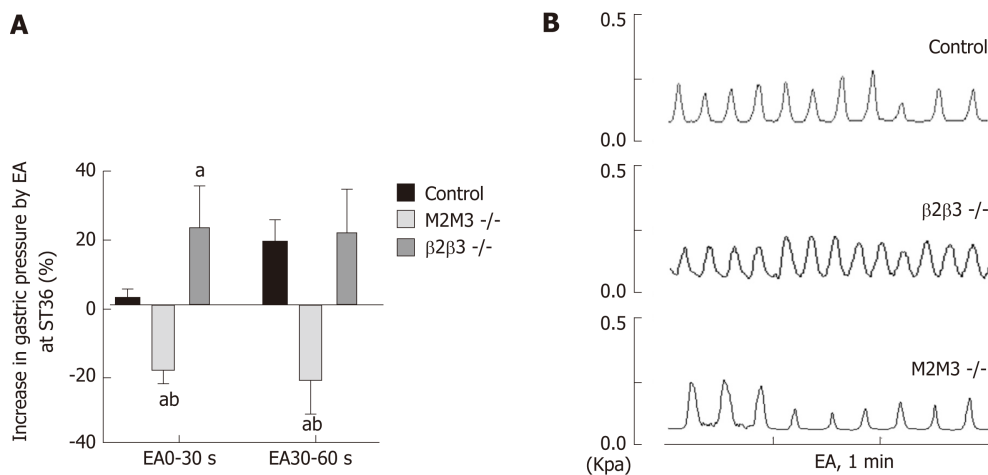 A
Increase in gastric pressure by EA
at ST36 (%)
40
20
0
-20
-40
a
ab
ab
EA0-30 s
EA30-60 s
Control
M2M3 -/-
β2β3 -/-
B
0.5
Control
0.0
0.5
β2β3 -/-
0.0
0.5
M2M3 -/-
0.0
(Kpa)
EA, 1 min